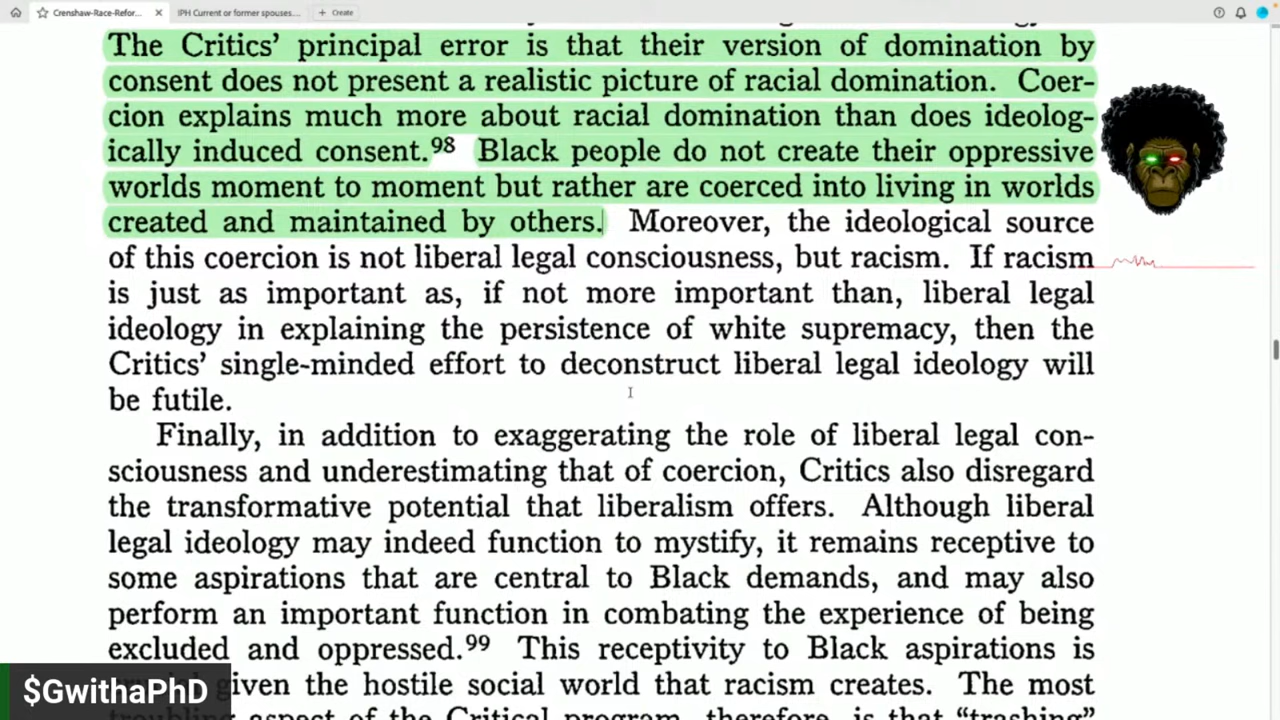 Crenshaw-Race-Refor...
IPH Current or former spouses....
+ Create
The Critics' principal error is that their version of domination by
consent does not present a realistic picture of racial domination. Coer-
cion explains much more about racial domination than does ideolog-
ically induced consent.98 Black people do not create their oppressive
worlds moment to moment but rather are coerced into living in worlds
created and maintained by others. Moreover, the ideological source
of this coercion is not liberal legal consciousness, but racism. If racism
is just as important as, if not more important than, liberal legal
ideology in explaining the persistence of white supremacy, then the
Critics' single-minded effort to deconstruct liberal legal ideology will
be futile.
Finally, in addition to exaggerating the role of liberal legal con-
sciousness and underestimating that of coercion, Critics also disregard
the transformative potential that liberalism offers. Although liberal
legal ideology may indeed function to mystify, it remains receptive to
some aspirations that are central to Black demands, and may also
perform an important function in combating the experience of being
excluded and oppressed.99 This receptivity to Black aspirations is
given the hostile social world that racism creates. The most
aspect of the Critical program, therefore, is that "trashing"
$GwithaPhD